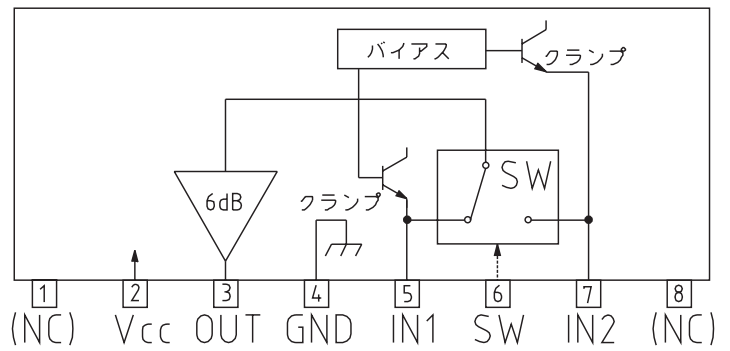 バイアス
クランプ
6dB
SW
クランプ
1 2 3 4 5 6 7 8
(NC) Vcc OUT GND IN1 SW IN2 (NC)